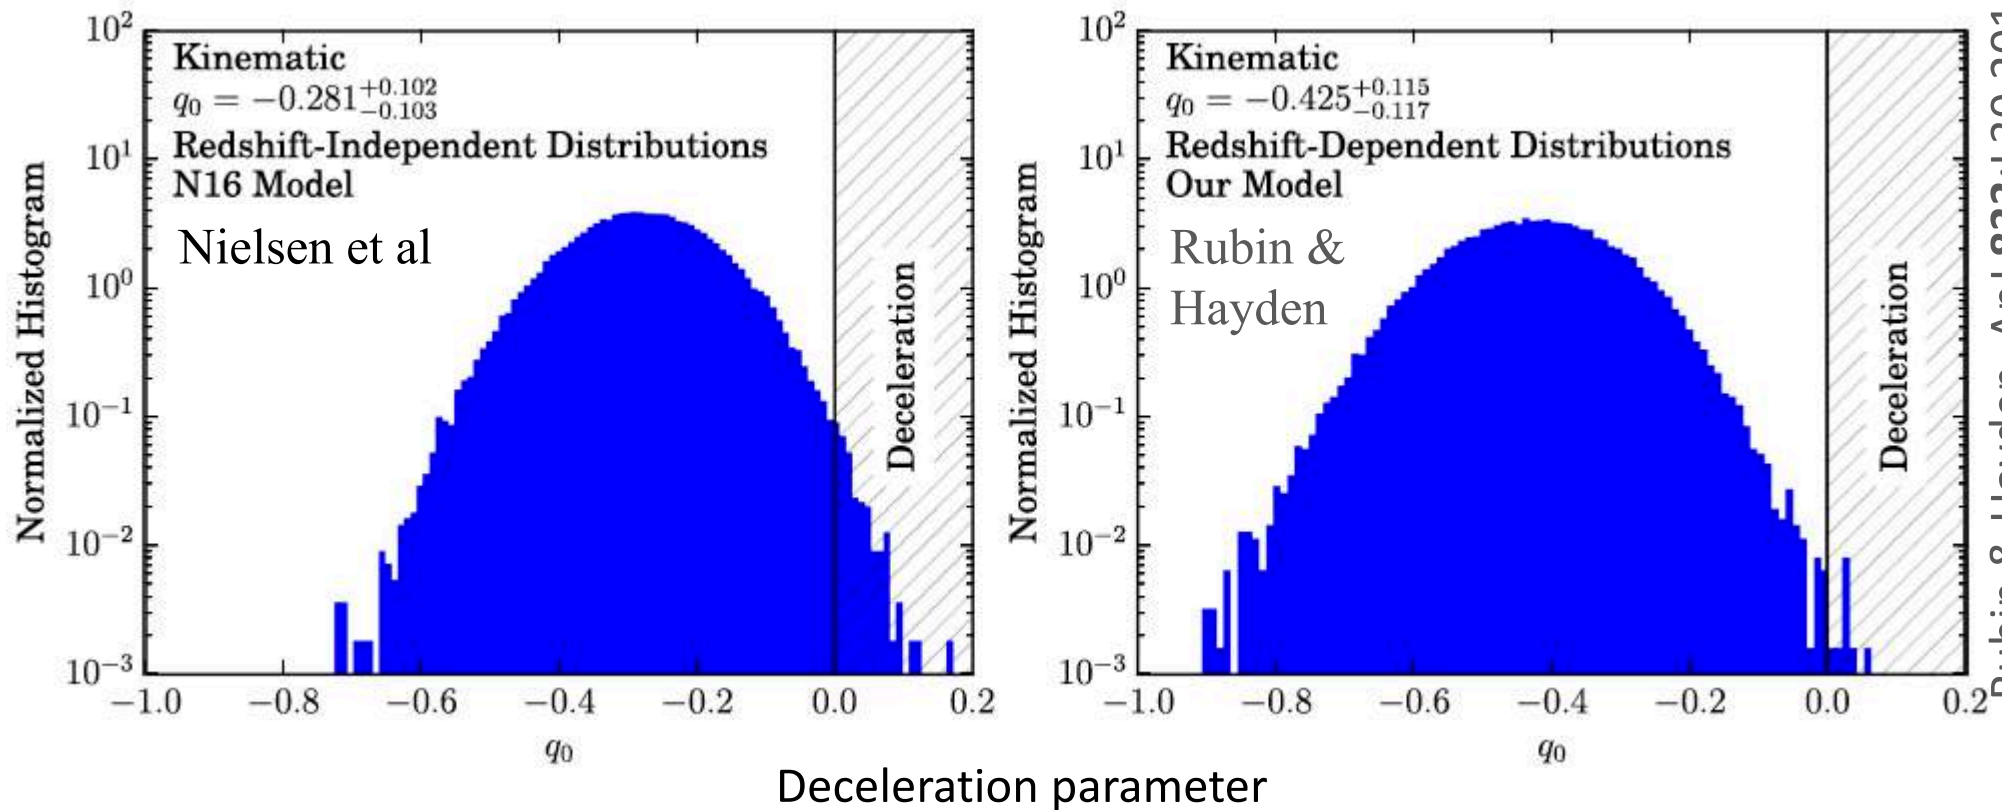 Kinematic
q₀ = −0.281 +0.102 −0.103
Redshift-Independent Distributions
N16 Model
Nielsen et al
Deceleration
Normalized Histogram
10²
10¹
10⁰
10⁻¹
10⁻²
10⁻³
−1.0 −0.8 −0.6 −0.4 −0.2 0.0 0.2
q₀
Kinematic
q₀ = −0.425 +0.115 −0.117
Redshift-Dependent Distributions
Our Model
Rubin &
Hayden
Deceleration
Normalized Histogram
10²
10¹
10⁰
10⁻¹
10⁻²
10⁻³
−1.0 −0.8 −0.6 −0.4 −0.2 0.0 0.2
q₀
Deceleration parameter